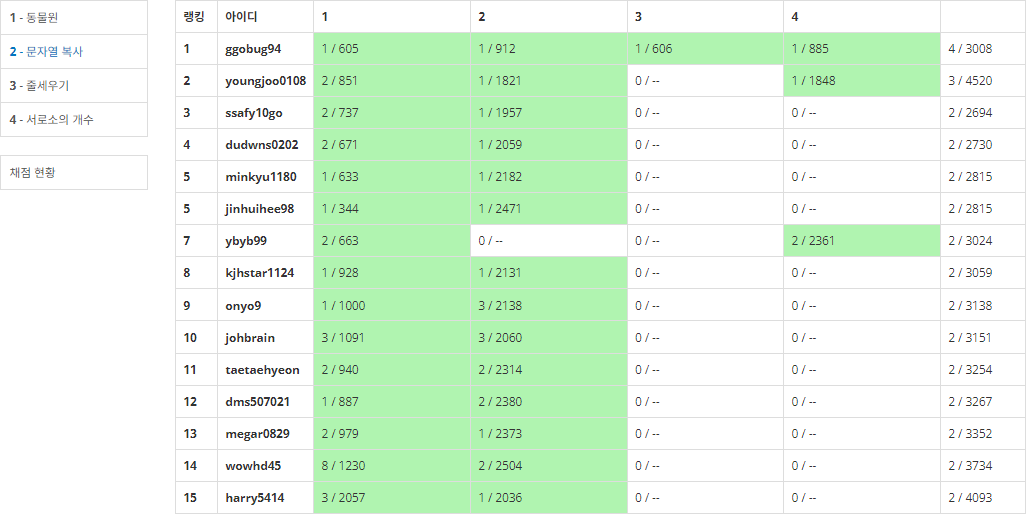 1 - 동물원
2 - 문자열 복사
3 - 줄세우기
4 - 서로소의 개수
채점 현황
랭킹 아이디 1 2 3 4
1 ggobug94 1 / 605 1 / 912 1 / 606 1 / 885 4 / 3008
2 youngjoo0108 2 / 851 1 / 1821 0 / -- 1 / 1848 3 / 4520
3 ssafy10go 2 / 737 1 / 1957 0 / -- 0 / -- 2 / 2694
4 dudwns0202 2 / 671 1 / 2059 0 / -- 0 / -- 2 / 2730
5 minkyu1180 1 / 633 1 / 2182 0 / -- 0 / -- 2 / 2815
5 jinhuihee98 1 / 344 1 / 2471 0 / -- 0 / -- 2 / 2815
7 ybyb99 2 / 663 0 / -- 0 / -- 2 / 2361 2 / 3024
8 kjhstar1124 1 / 928 1 / 2131 0 / -- 0 / -- 2 / 3059
9 onyo9 1 / 1000 3 / 2138 0 / -- 0 / -- 2 / 3138
10 johbrain 3 / 1091 3 / 2060 0 / -- 0 / -- 2 / 3151
11 taetaehyeon 2 / 940 2 / 2314 0 / -- 0 / -- 2 / 3254
12 dms507021 1 / 887 2 / 2380 0 / -- 0 / -- 2 / 3267
13 megar0829 2 / 979 1 / 2373 0 / -- 0 / -- 2 / 3352
14 wowhd45 8 / 1230 2 / 2504 0 / -- 0 / -- 2 / 3734
15 harry5414 3 / 2057 1 / 2036 0 / -- 0 / -- 2 / 4093